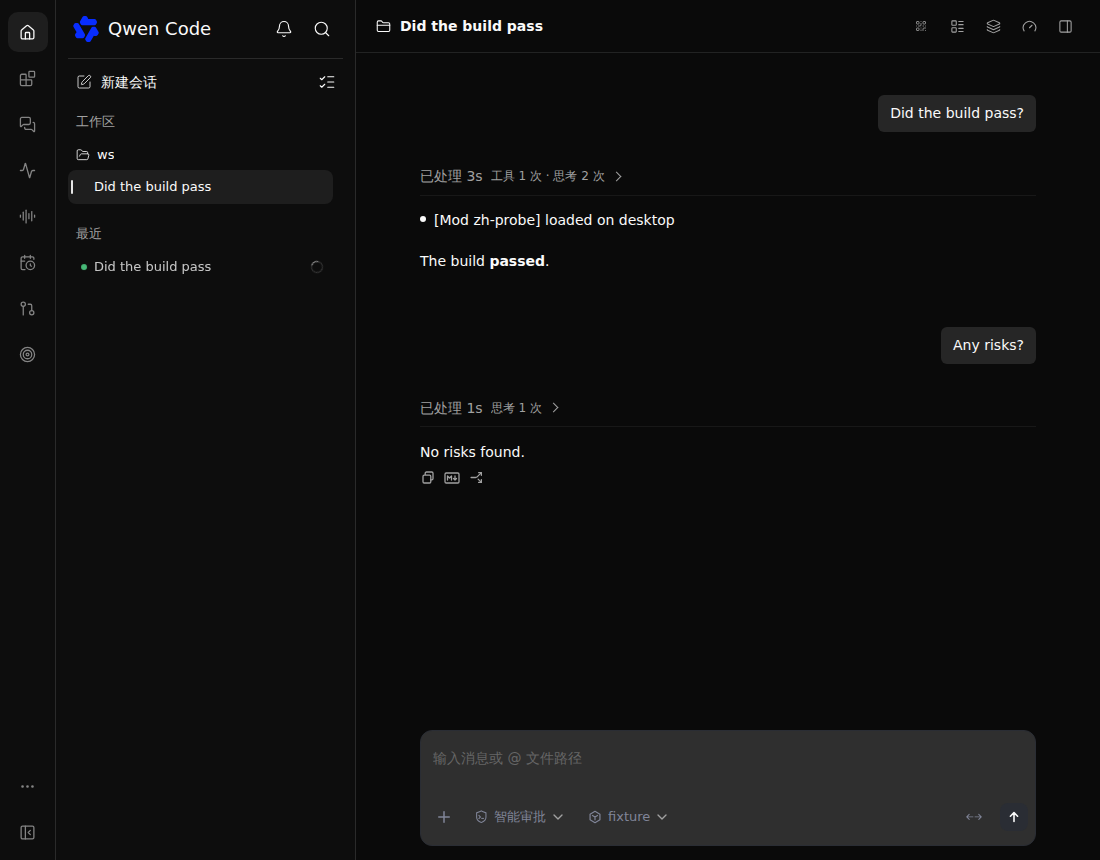 Qwen Code
新建会话
工作区
ws
Did the build pass
最近
Did the build pass
Did the build pass
Did the build pass?
已处理 3s 工具 1 次 · 思考 2 次
[Mod zh-probe] loaded on desktop
The build passed.
Any risks?
已处理 1s 思考 1 次
No risks found.
输入消息或 @ 文件路径
智能审批
fixture